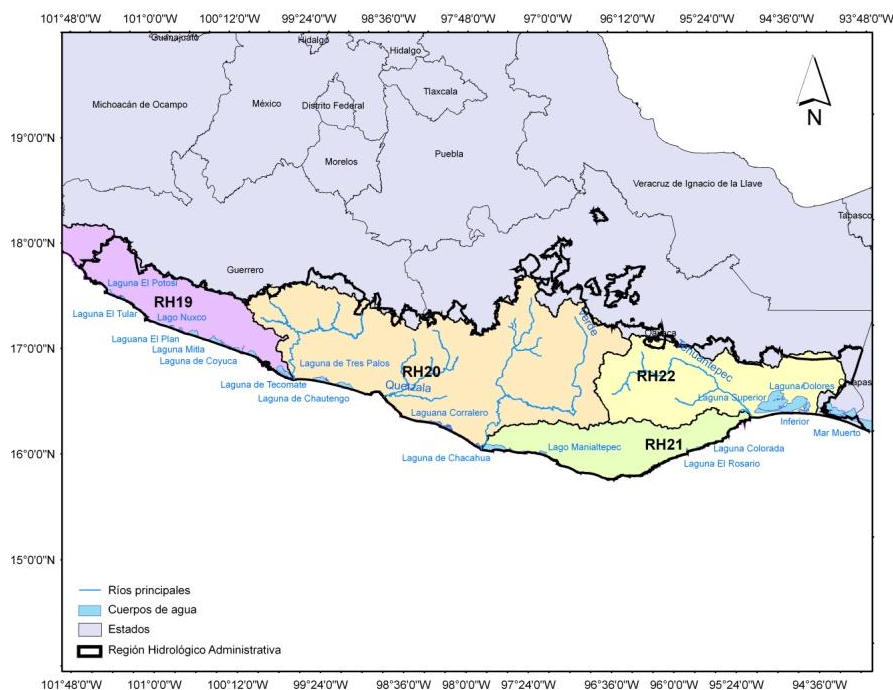 101°48'0"W 101°0'0"W 100°12'0"W 99°24'0"W 98°36'0"W 97°48'0"W 97°0'0"W 96°12'0"W 95°24'0"W 94°36'0"W 93°48'0"W
Guanajuato
Hidalgo
Hidalgo
N
Tlaxcala
Michoacán de Ocampo
México
Distrito Federal
19°0'0"N
Morelos
Puebla
Veracruz de Ignacio de la Llave
Tabasco
18°0'0"N
Guerrero
Laguna El Potosí
RH19
Laguna El Tular
Lago Nuxco
Verde
Oaxaca
Laguana El Plan
Laguna Mitla
Laguna de Coyuca
17°0'0"N
Tehuantepec
Laguna de Tres Palos
RH20
RH22
Laguna de Tecomate
Quetzala
Laguna Dolores
Laguna de Chautengo
Laguna Superior
Laguana Corralero
Inferior
Mar Muerto
Lago Manialtepec
RH21
Laguna Colorada
16°0'0"N
Laguna de Chacahua
Laguna El Rosario
15°0'0"N
Ríos principales
Cuerpos de agua
Estados
Región Hidrológico Administrativa
101°48'0"W 101°0'0"W 100°12'0"W 99°24'0"W 98°36'0"W 98°0'0"W 97°24'0"W 96°36'0"W 96°0'0"W 95°24'0"W 94°36'0"W